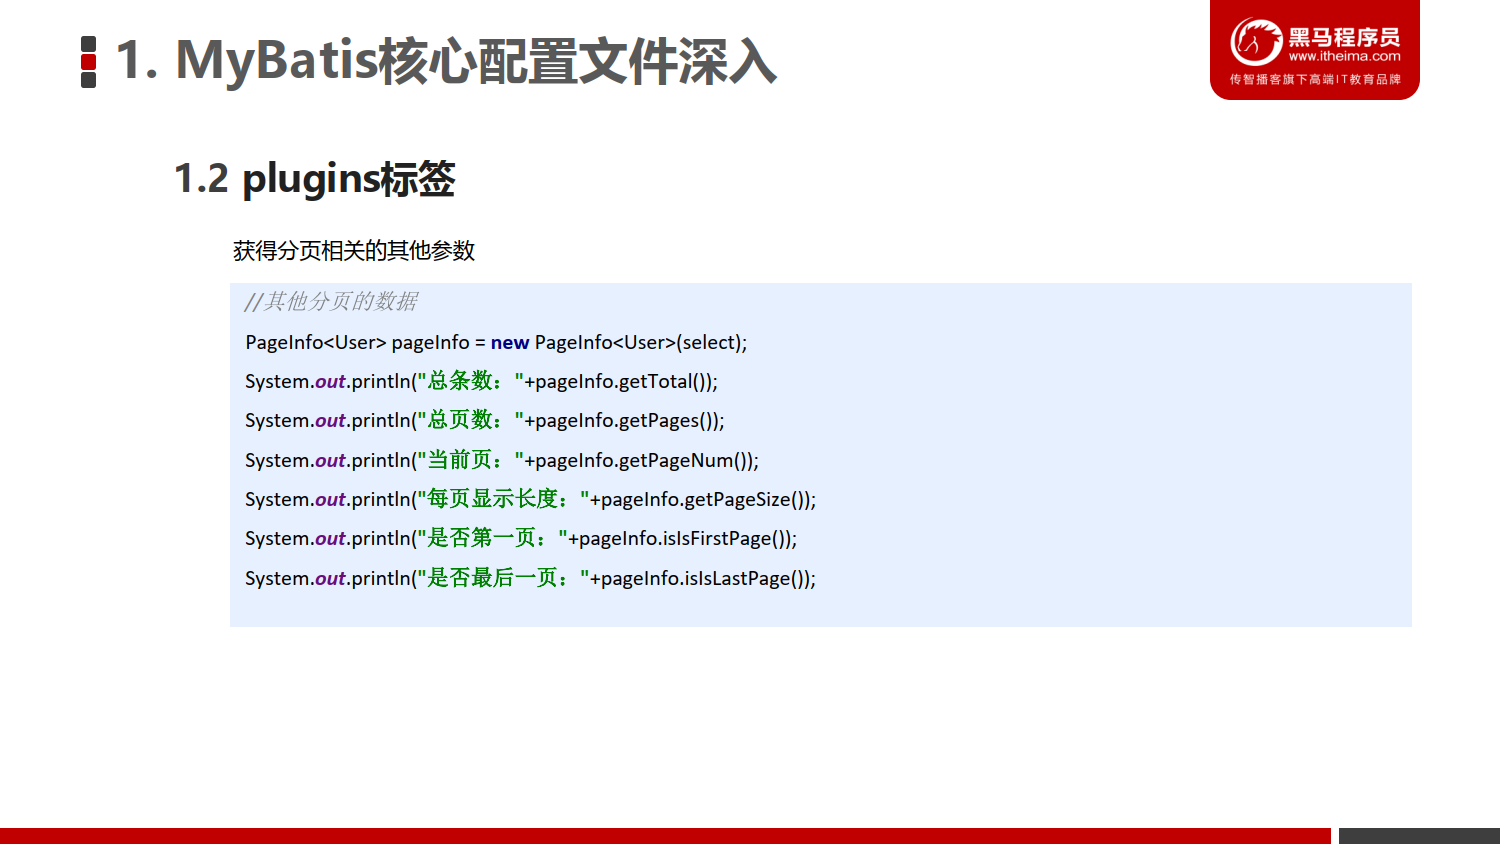 1. MyBatis核心配置文件深入
黑马程序员
www.itheima.com
传智播客旗下高端IT教育品牌
1.2 plugins标签
获得分页相关的其他参数
//其他分页的数据
PageInfo<User> pageInfo = new PageInfo<User>(select);
System.out.println("总条数："+pageInfo.getTotal());
System.out.println("总页数："+pageInfo.getPages());
System.out.println("当前页："+pageInfo.getPageNum());
System.out.println("每页显示长度："+pageInfo.getPageSize());
System.out.println("是否第一页："+pageInfo.isIsFirstPage());
System.out.println("是否最后一页："+pageInfo.isIsLastPage());